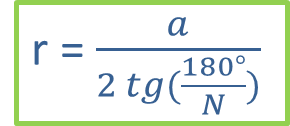 r = a / (2 tg(180° / N))